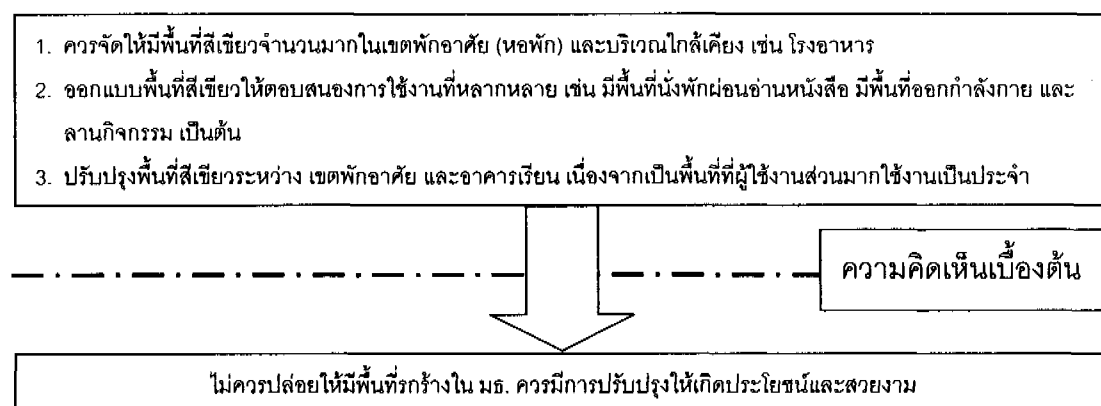 1. ควรจัดให้มีพื้นที่สีเขียวจำนวนมากในเขตพักอาศัย (หอพัก) และบริเวณใกล้เคียง เช่น โรงอาหาร
2. ออกแบบพื้นที่สีเขียวให้ตอบสนองการใช้งานที่หลากหลาย เช่น มีพื้นที่นั่งพักผ่อนอ่านหนังสือ มีพื้นที่ออกกำลังกาย และ
ลานกิจกรรม เป็นต้น
3. ปรับปรุงพื้นที่สีเขียวระหว่าง เขตพักอาศัย และอาคารเรียน เนื่องจากเป็นพื้นที่ที่ผู้ใช้งานส่วนมากใช้งานเป็นประจำ
ความคิดเห็นเบื้องต้น
ไม่ควรปล่อยให้มีพื้นที่รกร้างใน มธ. ควรมีการปรับปรุงให้เกิดประโยชน์และสวยงาม